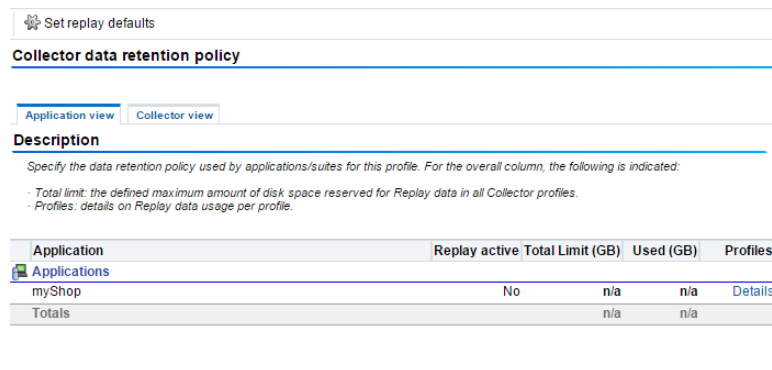 Set replay defaults
Collector data retention policy
Application view Collector view
Description
Specify the data retention policy used by applications/suites for this profile. For the overall column, the following is indicated:
· Total limit: the defined maximum amount of disk space reserved for Replay data in all Collector profiles.
· Profiles: details on Replay data usage per profile.
Application Replay active Total Limit (GB) Used (GB) Profiles
Applications
myShop No n/a n/a Details
Totals n/a n/a